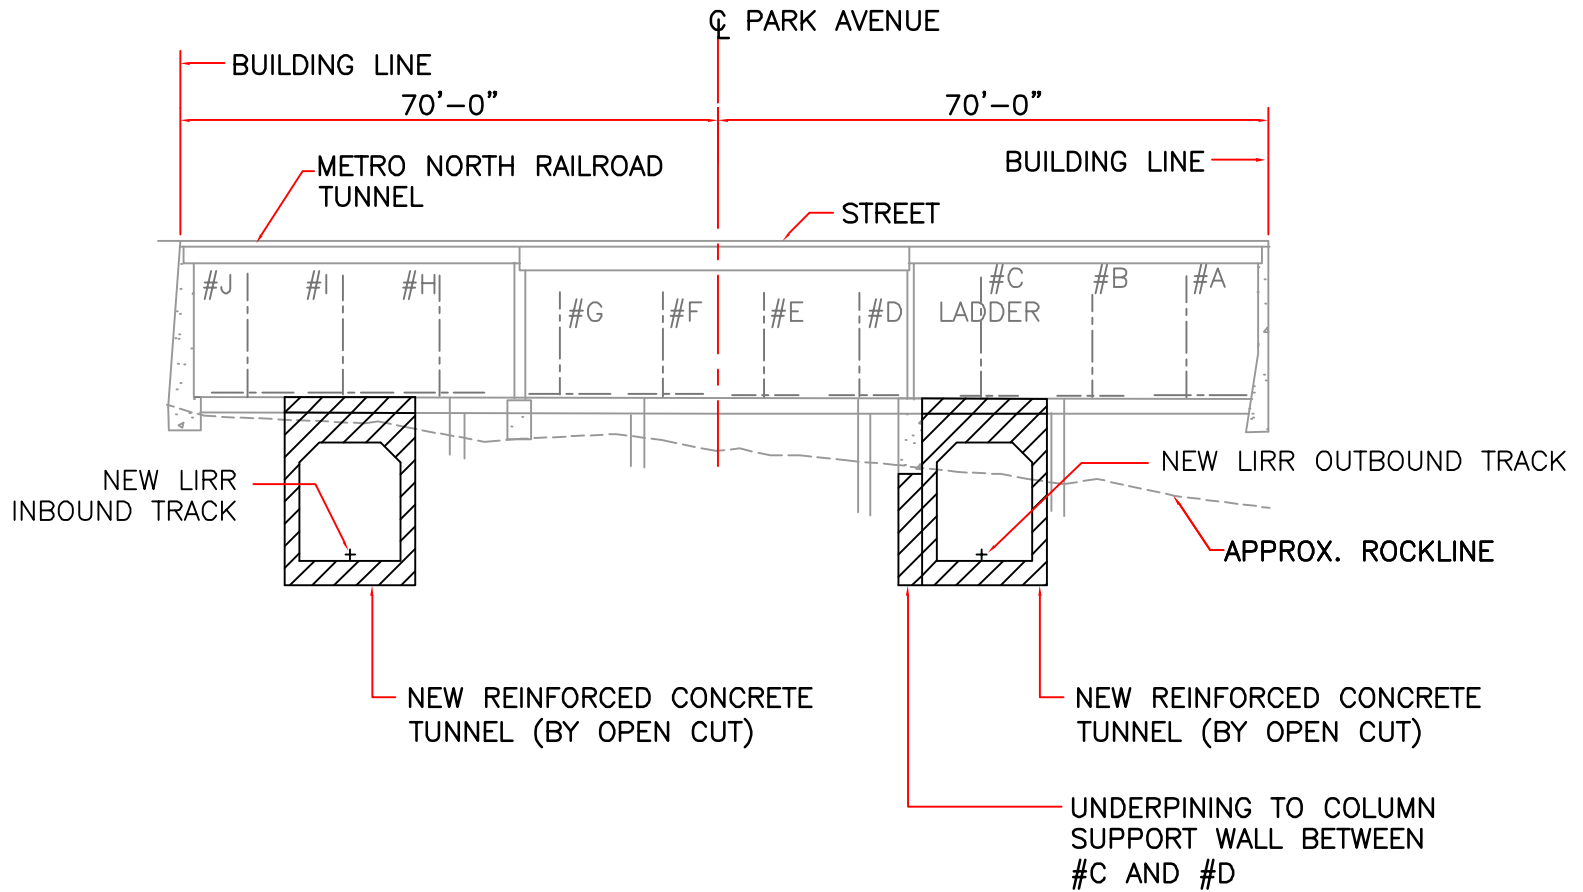 ℄ PARK AVENUE
BUILDING LINE
70'-0"
70'-0"
METRO NORTH RAILROAD
TUNNEL
BUILDING LINE
STREET
#J
#I
#H
#G
#F
#E
#D
#C
LADDER
#B
#A
NEW LIRR
INBOUND TRACK
NEW LIRR OUTBOUND TRACK
APPROX. ROCKLINE
NEW REINFORCED CONCRETE
TUNNEL (BY OPEN CUT)
NEW REINFORCED CONCRETE
TUNNEL (BY OPEN CUT)
UNDERPINING TO COLUMN
SUPPORT WALL BETWEEN
#C AND #D